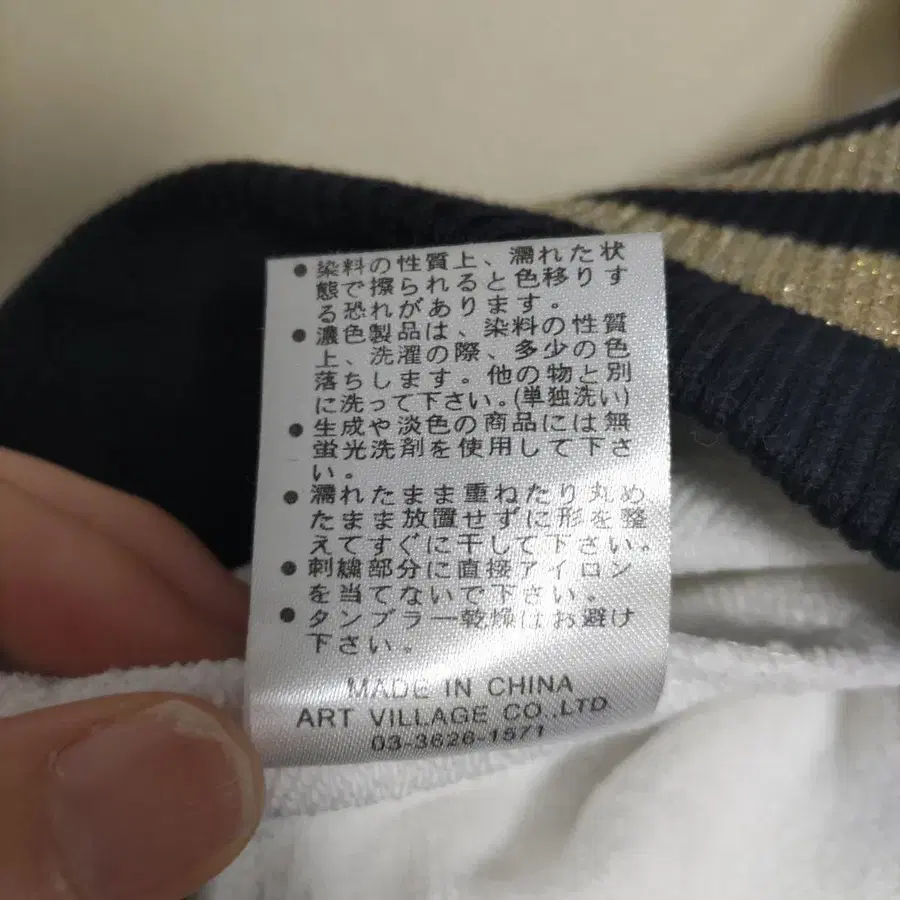 ●染料の性質上、濡れた状
態で擦られると色移りす
る恐れがあります。
●濃色製品は、染料の性質
上、洗濯の際、多少の色
落ちします。他の物と別
に洗って下さい。(単独洗い)
●生成や淡色の商品には無
蛍光洗剤を使用して下さ
い。
●濡れたまま重ねたり丸め
たまま放置せずに形を整
えてすぐに干して下さい。
●刺繍部分に直接アイロン
を当てないで下さい。
●タンブラー乾燥はお避け
下さい。
MADE IN CHINA
ART VILLAGE CO.,LTD
03-3626-1571